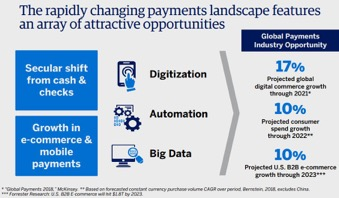 The rapidly changing payments landscape features
an array of attractive opportunities
Secular shift
from cash &
checks
Growth in
e-commerce &
mobile
payments
Digitization
Automation
Big Data
Global Payments
Industry Opportunity
17%
Projected global
digital commerce growth
through 2021*
10%
Projected consumer
spend growth
through 2022**
10%
Projected U.S. B2B e-commerce
growth through 2023***
* "Global Payments 2018," McKinsey. ** Based on forecasted constant currency purchase volume CAGR over period, Bernstein, 2018, excludes China.
*** Forrester Research: U.S. B2B E-commerce will hit $1.8T by 2023.